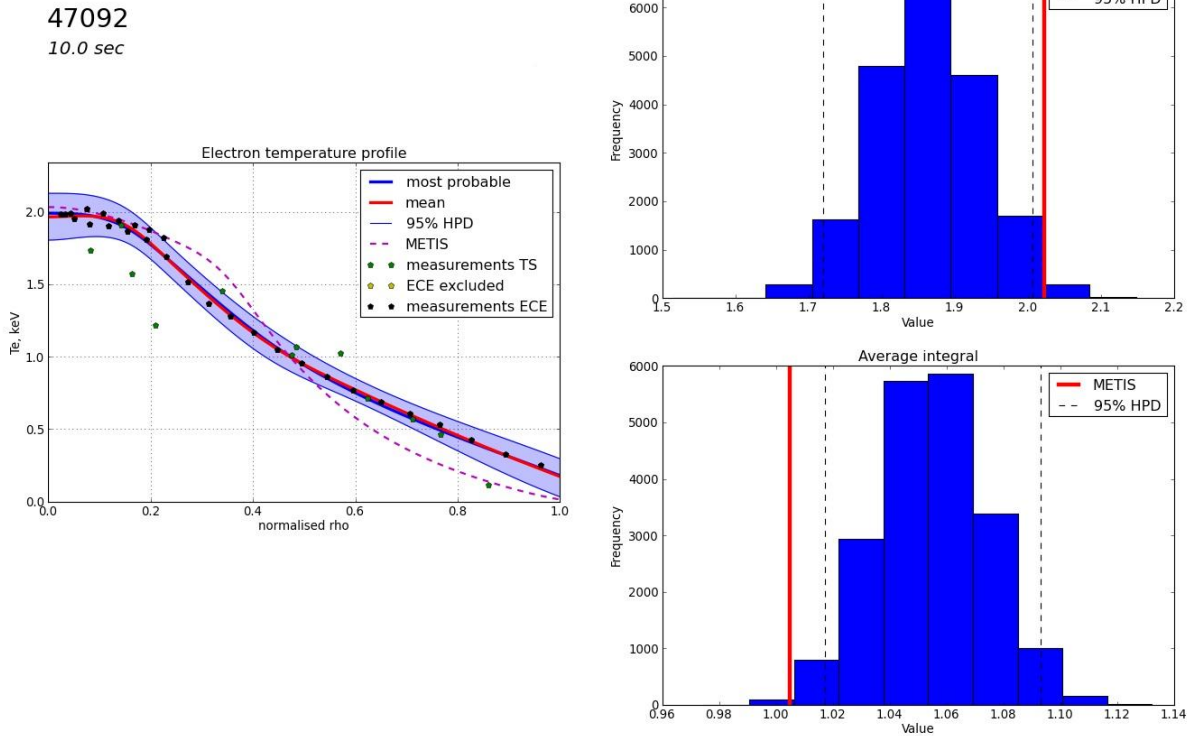 47092
10.0 sec
Electron temperature profile
Te, keV
2.0
1.5
1.0
0.5
0.0
most probable
mean
95% HPD
METIS
measurements TS
ECE excluded
measurements ECE
0.0 0.2 0.4 0.6 0.8 1.0
normalised rho
95% HPD
Frequency
6000
5000
4000
3000
2000
1000
0
1.5 1.6 1.7 1.8 1.9 2.0 2.1 2.2
Value
Average integral
METIS
95% HPD
Frequency
6000
5000
4000
3000
2000
1000
0
0.96 0.98 1.00 1.02 1.04 1.06 1.08 1.10 1.12 1.14
Value